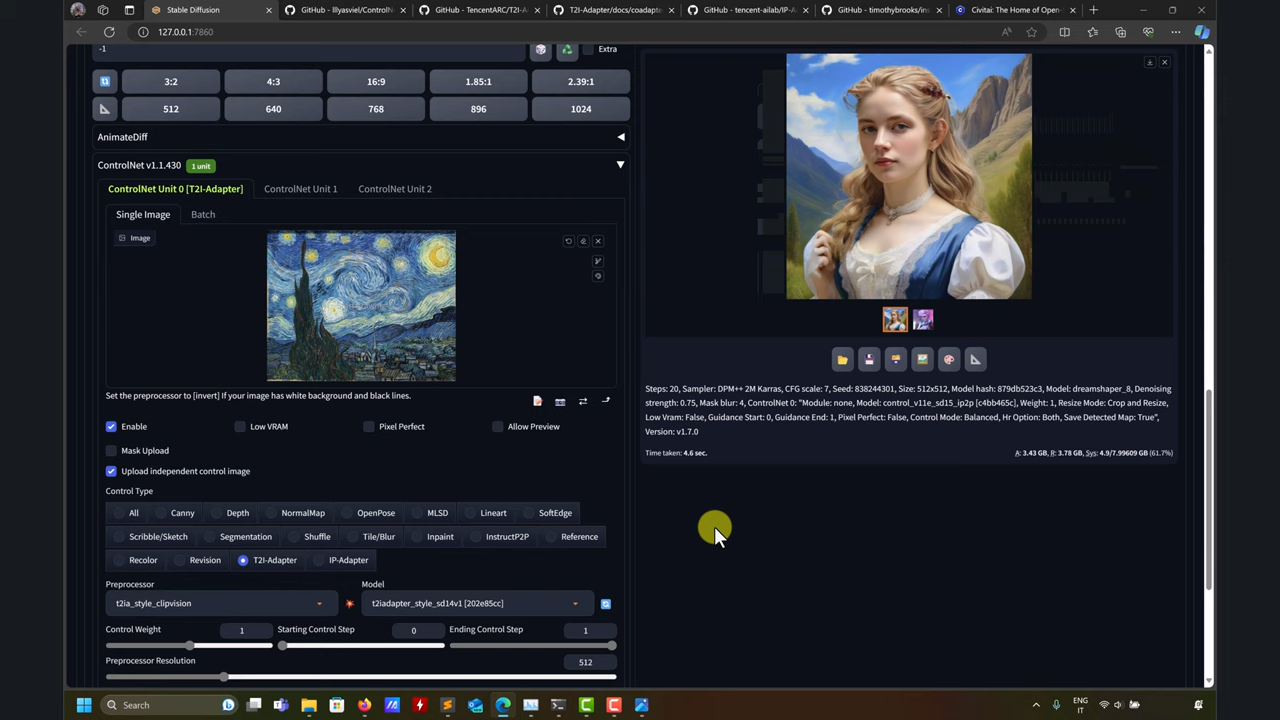 Stable Diffusion
GitHub - lllyasviel/ControlN
GitHub - TencentARC/T2I-A
T2I-Adapter/docs/coadapte
GitHub - tencent-ailab/IP-A
GitHub - timothybrooks/ins
Civitai: The Home of Open-
127.0.0.1:7860
-1
Extra
3:2 4:3 16:9 1.85:1 2.39:1
512 640 768 896 1024
AnimateDiff
ControlNet v1.1.430 1 unit
ControlNet Unit 0 [T2I-Adapter] ControlNet Unit 1 ControlNet Unit 2
Single Image Batch
Image
Set the preprocessor to [invert] If your image has white background and black lines.
Enable Low VRAM Pixel Perfect Allow Preview
Mask Upload
Upload independent control image
Control Type
All Canny Depth NormalMap OpenPose MLSD Lineart SoftEdge
Scribble/Sketch Segmentation Shuffle Tile/Blur Inpaint InstructP2P Reference
Recolor Revision T2I-Adapter IP-Adapter
Preprocessor Model
t2ia_style_clipvision t2iadapter_style_sd14v1 [202e85cc]
Control Weight 1 Starting Control Step 0 Ending Control Step 1
Preprocessor Resolution 512
Steps: 20, Sampler: DPM++ 2M Karras, CFG scale: 7, Seed: 838244301, Size: 512x512, Model hash: 879db523c3, Model: dreamshaper_8, Denoising
strength: 0.75, Mask blur: 4, ControlNet 0: "Module: none, Model: control_v11e_sd15_ip2p [c4bb465c], Weight: 1, Resize Mode: Crop and Resize,
Low Vram: False, Guidance Start: 0, Guidance End: 1, Pixel Perfect: False, Control Mode: Balanced, Hr Option: Both, Save Detected Map: True",
Version: v1.7.0
Time taken: 4.6 sec.
A: 3.43 GB, R: 3.78 GB, Sys: 4.9/7.99609 GB (61.7%)
Search
ENG
IT